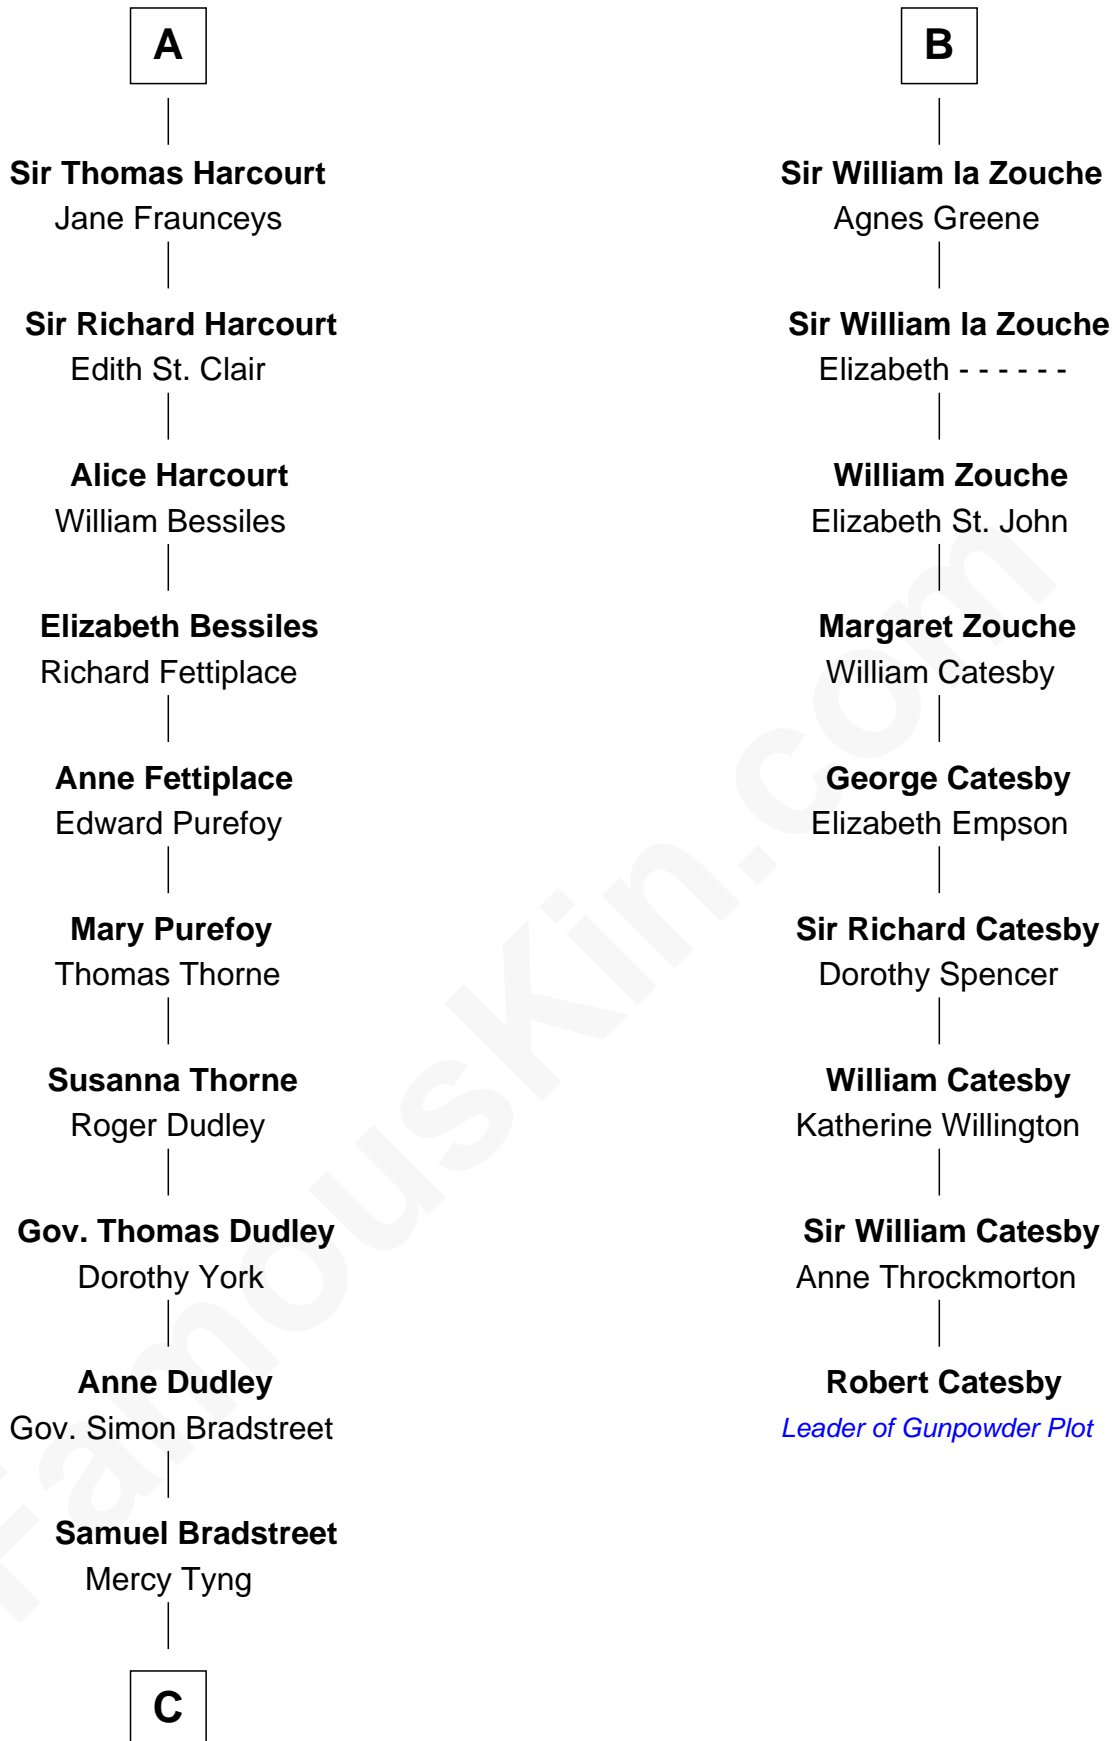 A
Sir Thomas Harcourt
Jane Fraunceys
Sir Richard Harcourt
Edith St. Clair
Alice Harcourt
William Bessiles
Elizabeth Bessiles
Richard Fettiplace
Anne Fettiplace
Edward Purefoy
Mary Purefoy
Thomas Thorne
Susanna Thorne
Roger Dudley
Gov. Thomas Dudley
Dorothy York
Anne Dudley
Gov. Simon Bradstreet
Samuel Bradstreet
Mercy Tyng
C
B
Sir William la Zouche
Agnes Greene
Sir William la Zouche
Elizabeth - - - - - -
William Zouche
Elizabeth St. John
Margaret Zouche
William Catesby
George Catesby
Elizabeth Empson
Sir Richard Catesby
Dorothy Spencer
William Catesby
Katherine Willington
Sir William Catesby
Anne Throckmorton
Robert Catesby
Leader of Gunpowder Plot
FamousKin.com